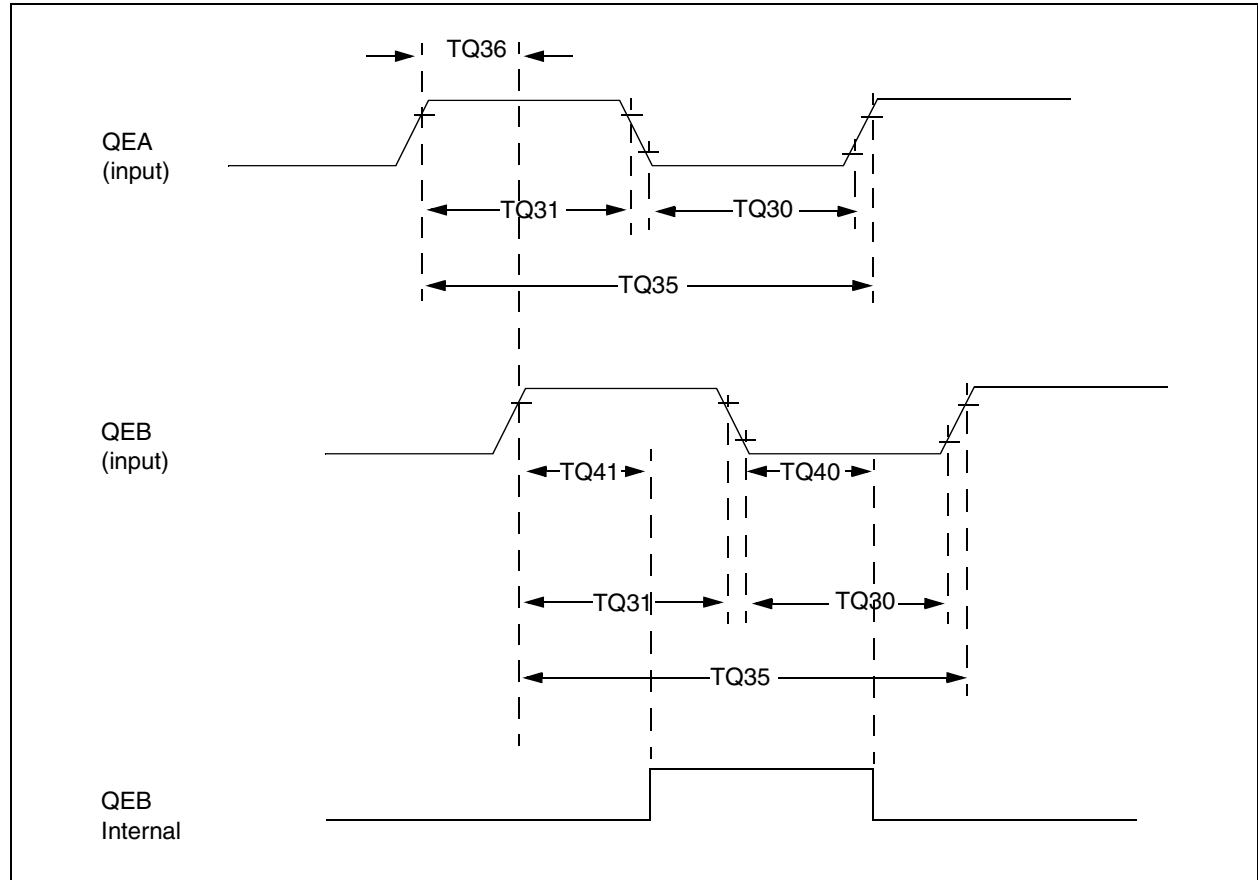 TQ36
QEA
(input)
TQ31
TQ30
TQ35
QEB
(input)
TQ41
TQ40
TQ31
TQ30
TQ35
QEB
Internal